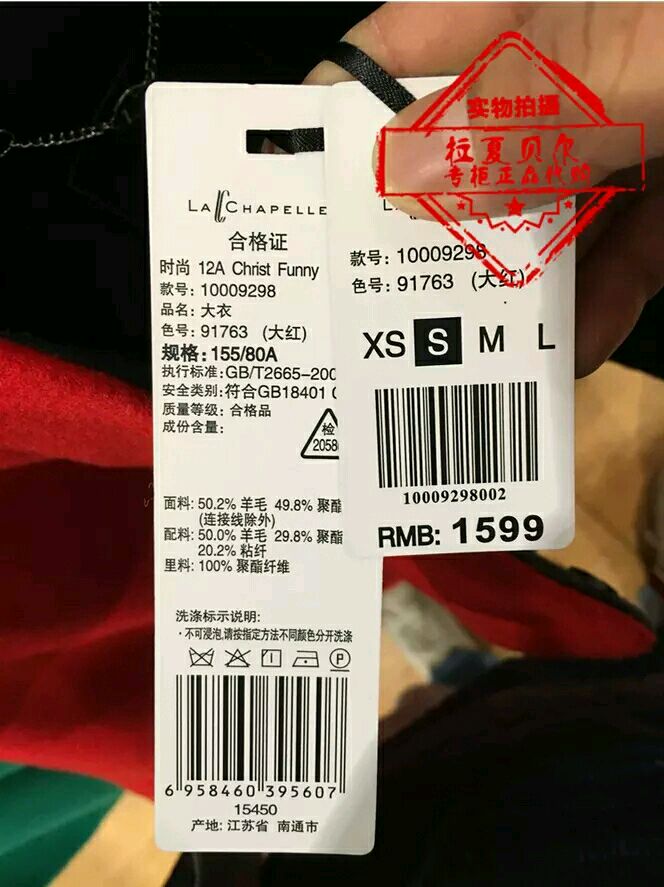 LA CHAPELLE
合格证
时尚 12A Christ Funny
款号: 10009298
品名: 大衣
色号: 91763 (大红)
规格: 155/80A
执行标准: GB/T2665-200
安全类别: 符合GB18401
质量等级: 合格品
成份含量:
检
2058
面料: 50.2% 羊毛 49.8% 聚酯
(连接线除外)
配料: 50.0% 羊毛 29.8% 聚酯
20.2% 粘纤
里料: 100% 聚酯纤维
洗涤标示说明:
·不可浸泡,请按指定方法不同颜色分开洗涤
P
6 958460 395607
15450
产地: 江苏省 南通市
款号: 10009298
色号: 91763 (大红)
XS S M L
10009298002
RMB: 1599
实物拍摄
拉夏贝尔
专柜正品代购